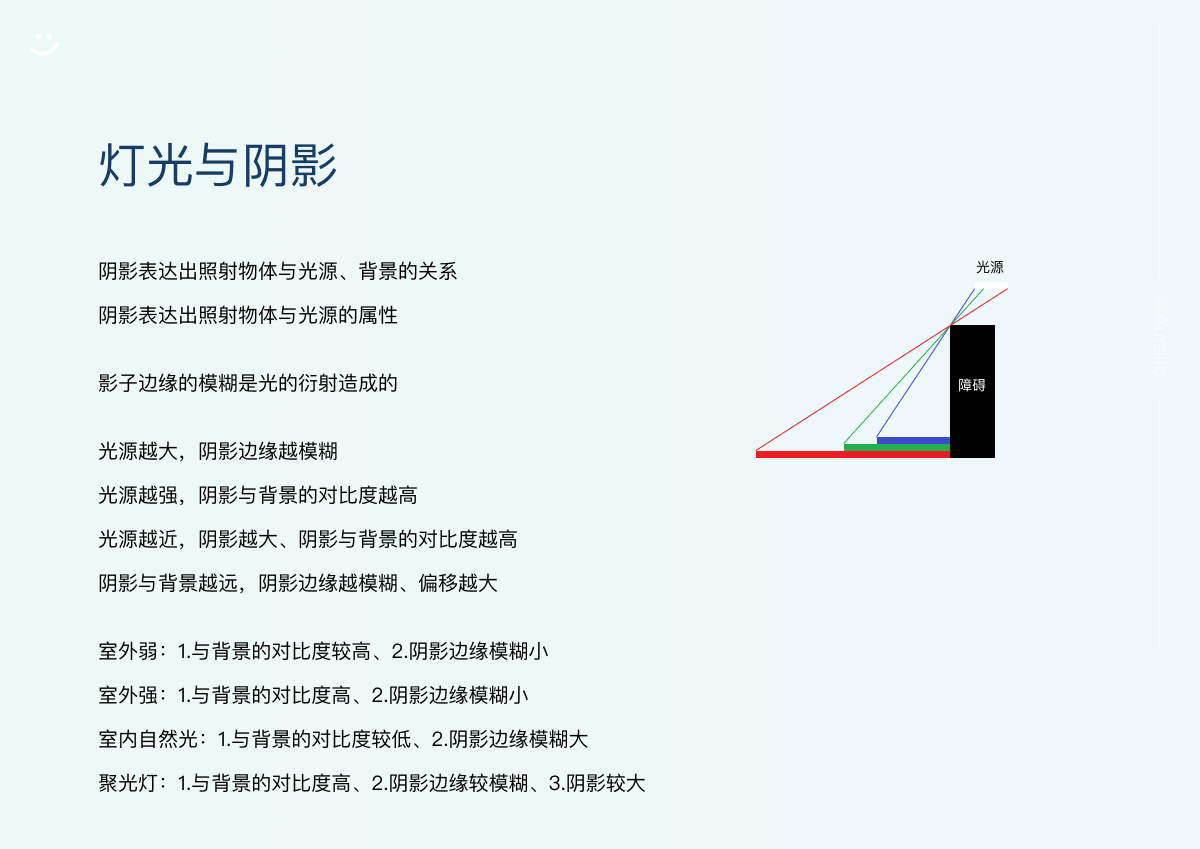 灯光与阴影
阴影表达出照射物体与光源、背景的关系
阴影表达出照射物体与光源的属性
影子边缘的模糊是光的衍射造成的
光源越大，阴影边缘越模糊
光源越强，阴影与背景的对比度越高
光源越近，阴影越大、阴影与背景的对比度越高
阴影与背景越远，阴影边缘越模糊、偏移越大
室外弱：1.与背景的对比度较高、2.阴影边缘模糊小
室外强：1.与背景的对比度高、2.阴影边缘模糊小
室内自然光：1.与背景的对比度较低、2.阴影边缘模糊大
聚光灯：1.与背景的对比度高、2.阴影边缘较模糊、3.阴影较大
光源
障碍